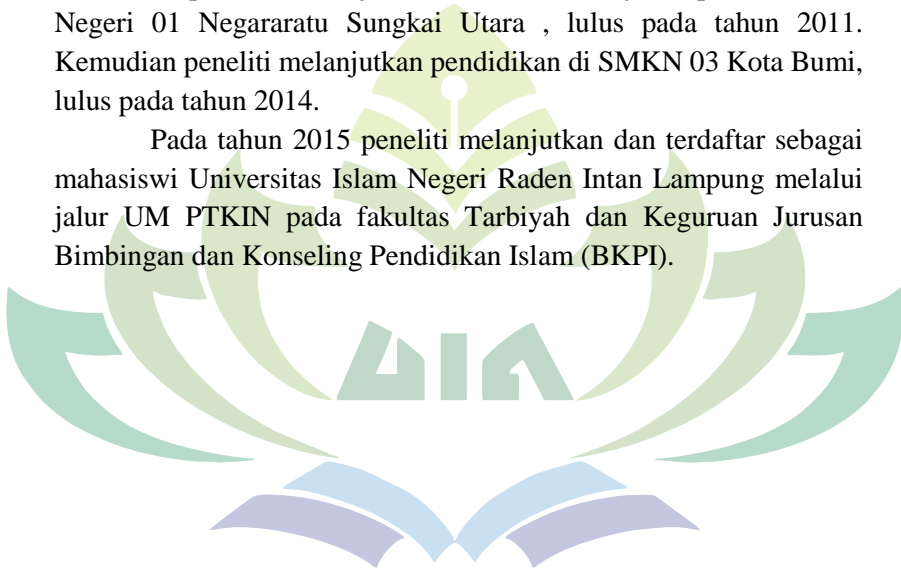 Negeri 01 Negararatu Sungkai Utara , lulus pada tahun 2011.
Kemudian peneliti melanjutkan pendidikan di SMKN 03 Kota Bumi,
lulus pada tahun 2014.
Pada tahun 2015 peneliti melanjutkan dan terdaftar sebagai
mahasiswi Universitas Islam Negeri Raden Intan Lampung melalui
jalur UM PTKIN pada fakultas Tarbiyah dan Keguruan Jurusan
Bimbingan dan Konseling Pendidikan Islam (BKPI).
UIN